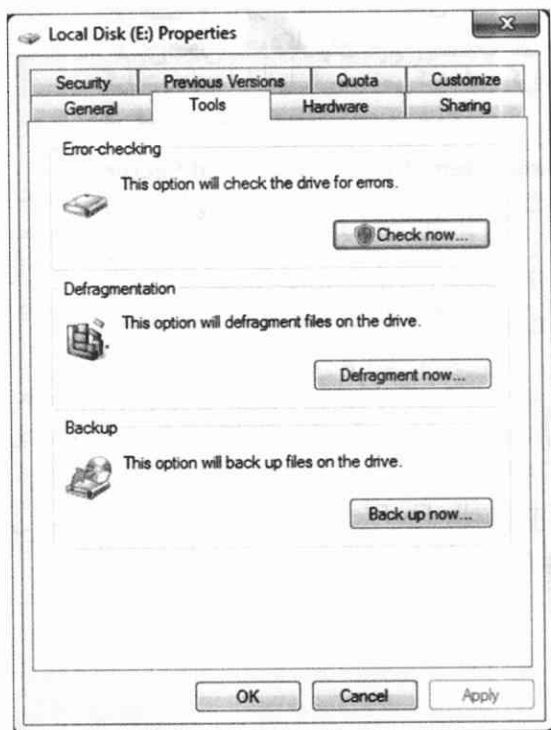 Local Disk (E:) Properties
x
Security Previous Versions Quota Customize
General Tools Hardware Sharing
Error-checking
This option will check the drive for errors.
Check now...
Defragmentation
This option will defragment files on the drive.
Defragment now...
Backup
This option will back up files on the drive.
Back up now...
OK Cancel Apply